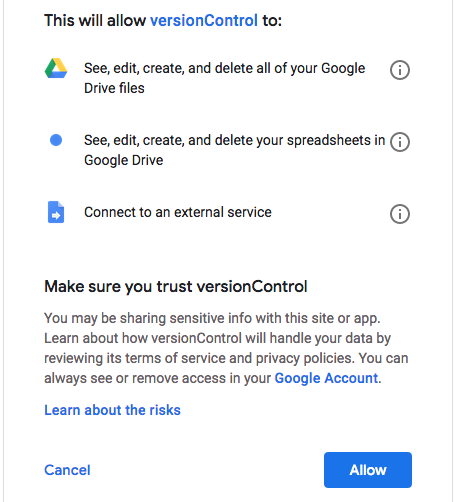 This will allow versionControl to:
See, edit, create, and delete all of your Google
Drive files
See, edit, create, and delete your spreadsheets in
Google Drive
Connect to an external service
Make sure you trust versionControl
You may be sharing sensitive info with this site or app.
Learn about how versionControl will handle your data by
reviewing its terms of service and privacy policies. You can
always see or remove access in your Google Account.
Learn about the risks
Cancel
Allow